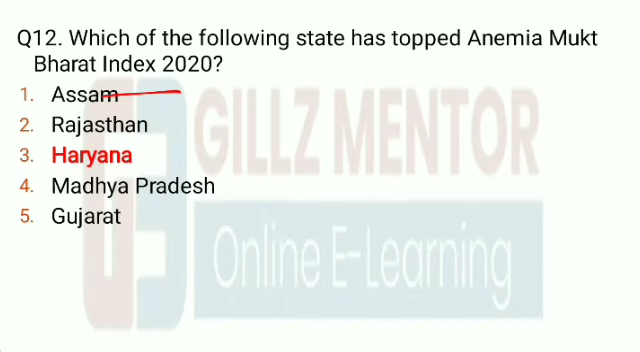 Q12. Which of the following state has topped Anemia Mukt
Bharat Index 2020?
1. Assam
2. Rajasthan
3. Haryana
4. Madhya Pradesh
5. Gujarat
GILLZ MENTOR
Online E-Learning